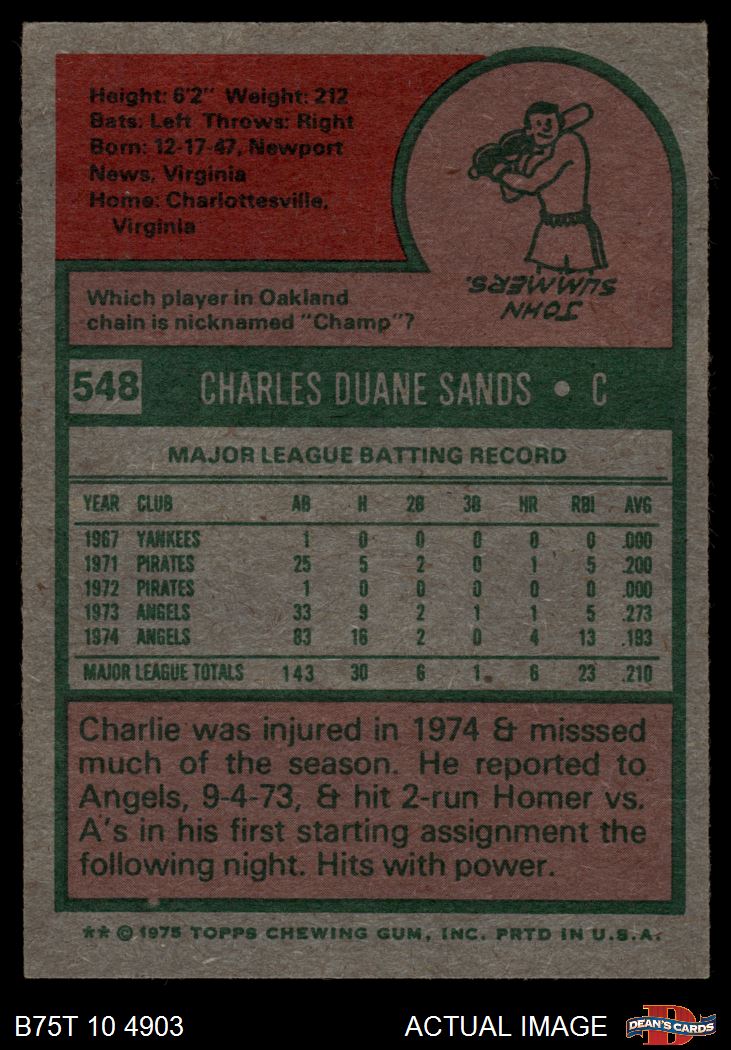 Height: 6'2" Weight: 212
Bats: Left Throws: Right
Born: 12-17-47, Newport
News, Virginia
Home: Charlottesville,
Virginia
Which player in Oakland
chain is nicknamed "Champ"?
JOHN
SUMMERS.
548 CHARLES DUANE SANDS • C
MAJOR LEAGUE BATTING RECORD
YEAR CLUB AB H 2B 3B HR RBI AVG
1967 YANKEES 1 0 0 0 0 0 .000
1971 PIRATES 25 5 2 0 1 5 .200
1972 PIRATES 1 0 0 0 0 0 .000
1973 ANGELS 33 9 2 1 1 5 .273
1974 ANGELS 83 16 2 0 4 13 .193
MAJOR LEAGUE TOTALS 143 30 6 1 6 23 .210
Charlie was injured in 1974 & misssed
much of the season. He reported to
Angels, 9-4-73, & hit 2-run Homer vs.
A's in his first starting assignment the
following night. Hits with power.
** © 1975 TOPPS CHEWING GUM, INC. PRTD IN U.S.A.
B75T 10 4903 ACTUAL IMAGE D DEAN'S CARDS